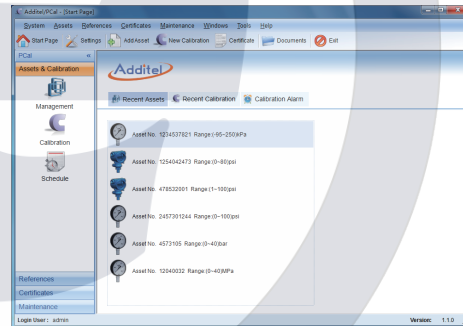 Additel/PCal - [Start Page]
System Assets References Certificates Maintenance Windows Tools Help
Start Page Settings Add Asset New Calibration Certificate Documents Exit
PCal «
Assets & Calibration
Management
Calibration
Schedule
References
Certificates
Maintenance
Additel
Recent Assets Recent Calibration Calibration Alarm
Asset No. 1234537821 Range:(-95~250)kPa
Asset No. 1254042473 Range:(0~80)psi
Asset No. 478532001 Range:(1~100)psi
Asset No. 2457301244 Range:(0~100)psi
Asset No. 4573105 Range:(0~40)bar
Asset No. 12040032 Range:(0~40)MPa
Login User : admin Version: 1.1.0